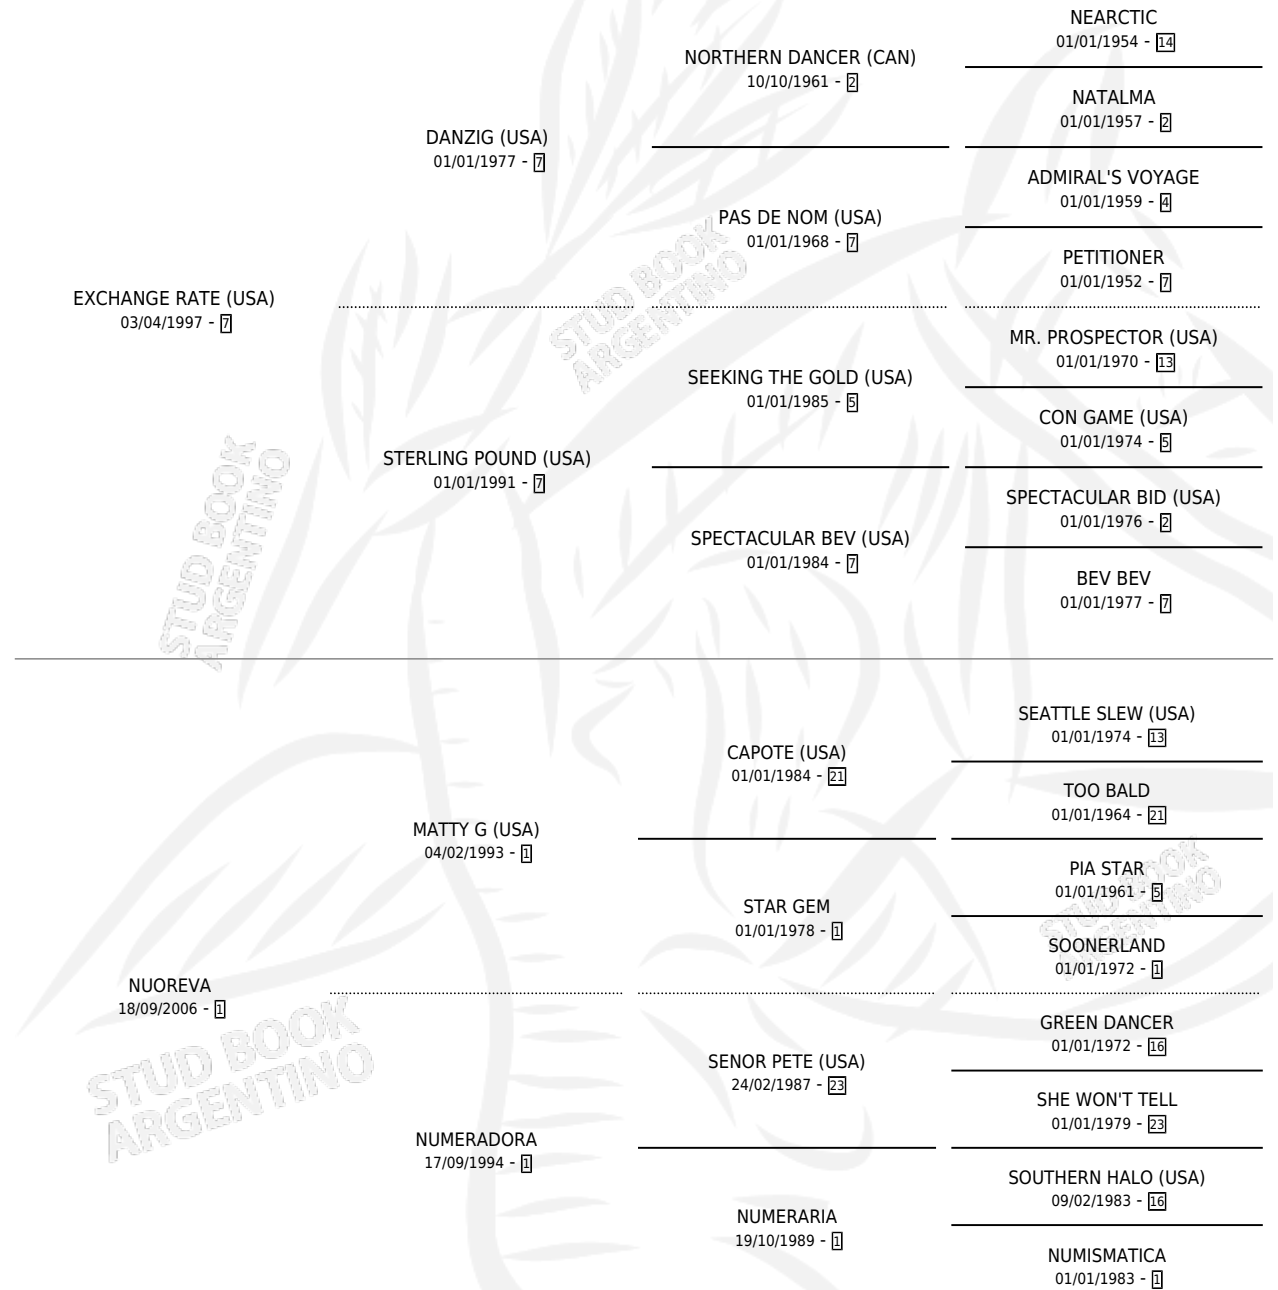 NEARCTIC
01/01/1954 - 14
NORTHERN DANCER (CAN)
10/10/1961 - 2
NATALMA
01/01/1957 - 2
DANZIG (USA)
01/01/1977 - 7
ADMIRAL'S VOYAGE
01/01/1959 - 4
PAS DE NOM (USA)
01/01/1968 - 7
PETITIONER
01/01/1952 - 7
EXCHANGE RATE (USA)
03/04/1997 - 7
STUD BOOK
ARGENTINO
MR. PROSPECTOR (USA)
01/01/1970 - 13
SEEKING THE GOLD (USA)
01/01/1985 - 5
CON GAME (USA)
01/01/1974 - 5
STERLING POUND (USA)
01/01/1991 - 7
SPECTACULAR BID (USA)
01/01/1976 - 2
SPECTACULAR BEV (USA)
01/01/1984 - 7
BEV BEV
01/01/1977 - 7
STUD BOOK
ARGENTINO
SEATTLE SLEW (USA)
01/01/1974 - 13
CAPOTE (USA)
01/01/1984 - 21
TOO BALD
01/01/1964 - 21
MATTY G (USA)
04/02/1993 - 1
PIA STAR
01/01/1961 - 5
STUD BOOK
ARGENTINO
STAR GEM
01/01/1978 - 1
SOONERLAND
01/01/1972 - 1
NUOREVA
18/09/2006 - 1
STUD BOOK
ARGENTINO
GREEN DANCER
01/01/1972 - 16
SENOR PETE (USA)
24/02/1987 - 23
SHE WON'T TELL
01/01/1979 - 23
NUMERADORA
17/09/1994 - 1
SOUTHERN HALO (USA)
09/02/1983 - 16
NUMERARIA
19/10/1989 - 1
NUMISMATICA
01/01/1983 - 1